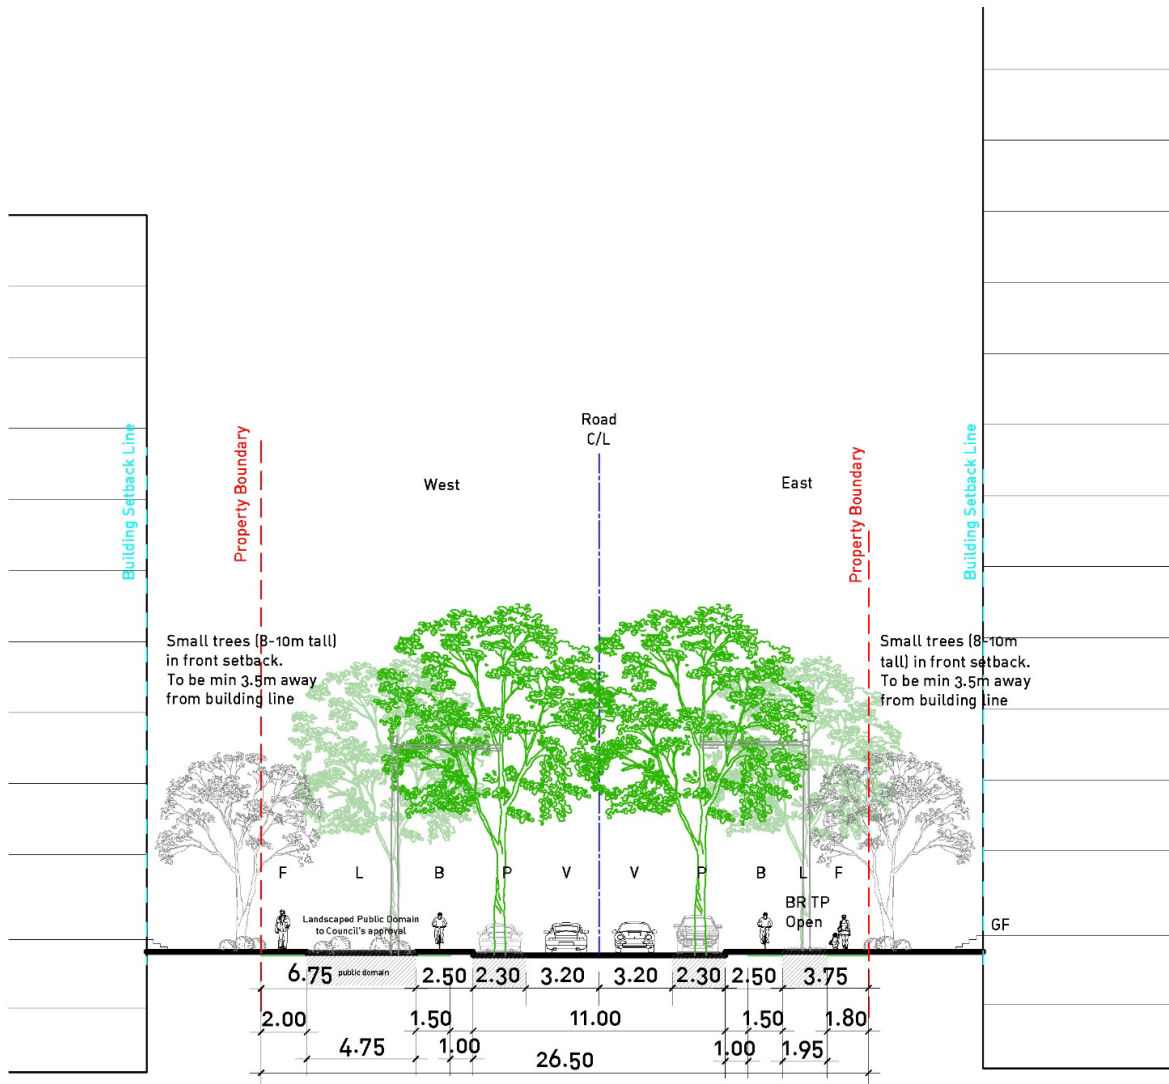 Road
C/L
West
East
Building Setback Line
Property Boundary
Property Boundary
Building Setback Line
Small trees (8-10m tall)
in front setback.
To be min 3.5m away
from building line
Small trees (8-10m
tall) in front setback.
To be min 3.5m away
from building line
F L B P V V P B L F
BR TP
Open
Landscaped Public Domain
to Council's approval
GF
6.75 public domain 2.50 2.30 3.20 3.20 2.30 2.50 3.75
2.00 1.50 11.00 1.50 1.80
4.75 1.00 26.50 1.00 1.95